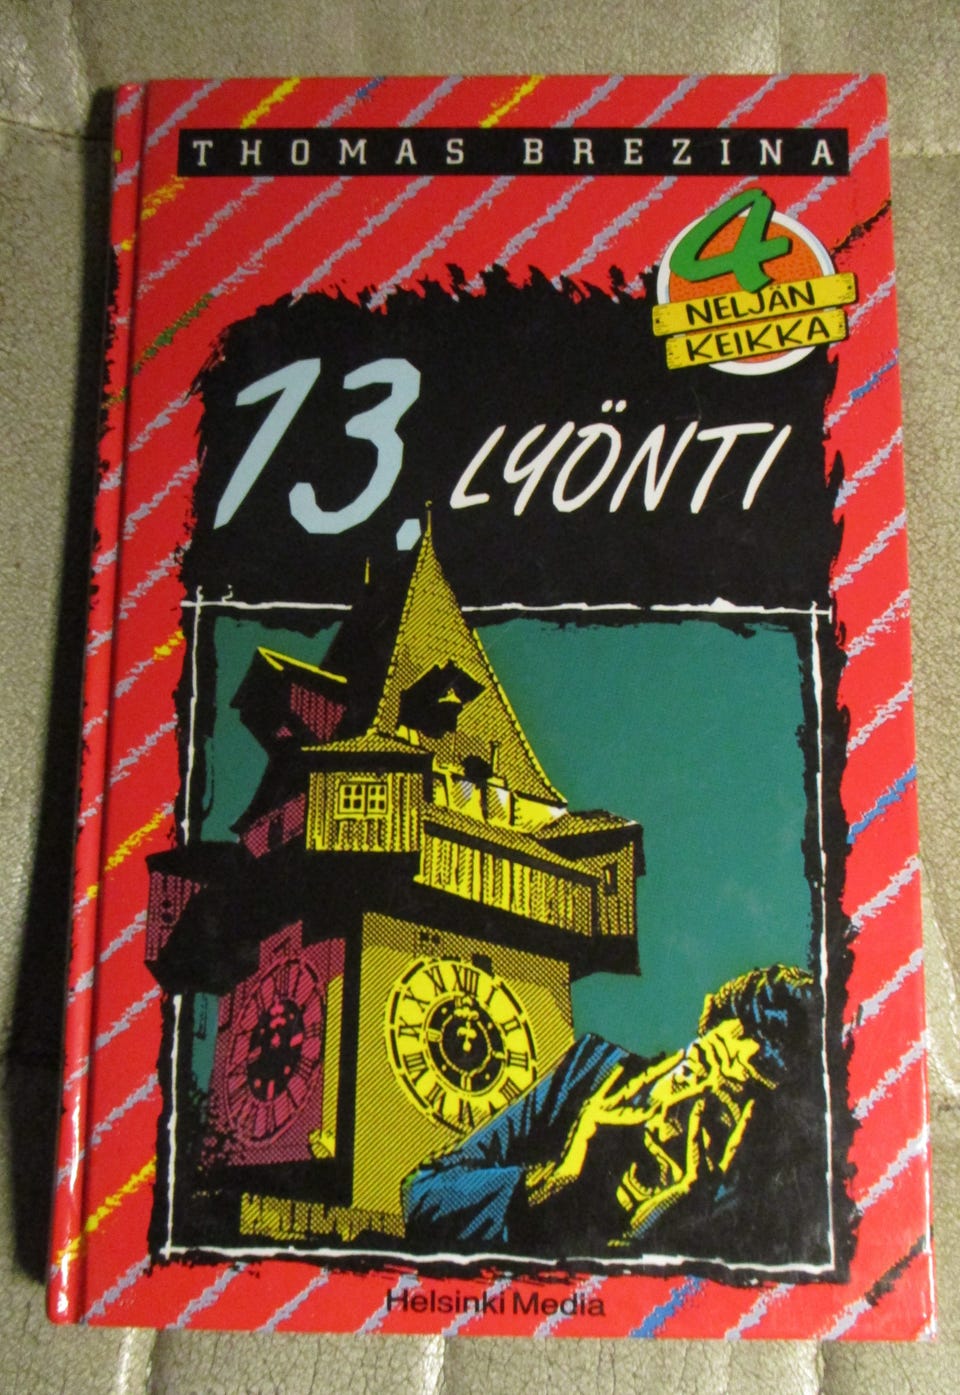 THOMAS BREZINA
4
NELJÄN
KEIKKA
13. LYÖNTI
Helsinki Media